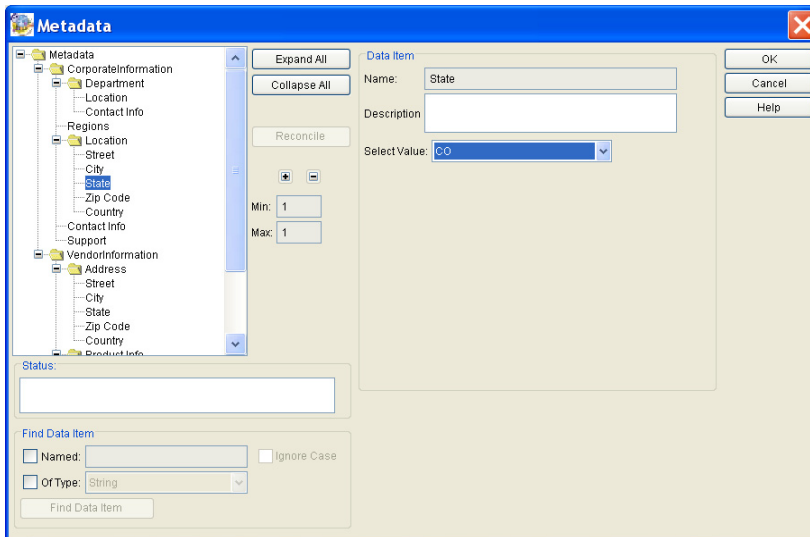 Metadata
Metadata
CorporateInformation
Department
Location
Contact Info
Regions
Location
Street
City
State
Zip Code
Country
Contact Info
Support
VendorInformation
Address
Street
City
State
Zip Code
Country
Product Info
Expand All
Collapse All
Reconcile
Min: 1
Max: 1
Data Item
Name: State
Description
Select Value: CO
OK
Cancel
Help
Status:
Find Data Item
Named:
Ignore Case
Of Type: String
Find Data Item